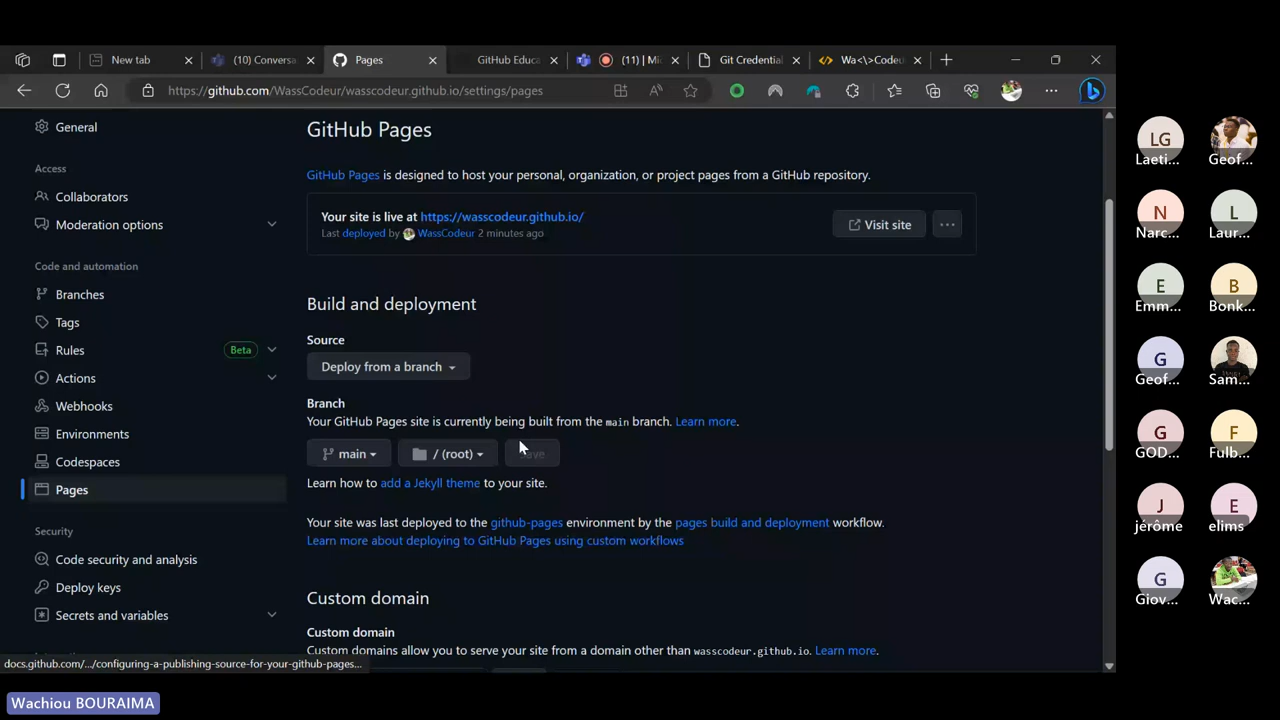 New tab
(10) Conversa
Pages
GitHub Educa
(11) | Mi
Git Credential
Wa<\>Codeu
https://github.com/WassCodeur/wasscodeur.github.io/settings/pages
General
Access
Collaborators
Moderation options
Code and automation
Branches
Tags
Rules
Beta
Actions
Webhooks
Environments
Codespaces
Pages
Security
Code security and analysis
Deploy keys
Secrets and variables
docs.github.com/.../configuring-a-publishing-source-for-your-github-pages...
GitHub Pages
GitHub Pages is designed to host your personal, organization, or project pages from a GitHub repository.
Your site is live at https://wasscodeur.github.io/
Last deployed by WassCodeur 2 minutes ago
Visit site
Build and deployment
Source
Deploy from a branch
Branch
Your GitHub Pages site is currently being built from the main branch. Learn more.
main
/ (root)
Learn how to add a Jekyll theme to your site.
Your site was last deployed to the github-pages environment by the pages build and deployment workflow.
Learn more about deploying to GitHub Pages using custom workflows
Custom domain
Custom domain
Custom domains allow you to serve your site from a domain other than wasscodeur.github.io. Learn more.
LG
Laeti...
Geof...
N
Narc...
L
Laur...
E
Emm...
B
Bonk...
G
Geof...
Sam...
G
GOD...
F
Fulb...
J
jérôme
E
elims
G
Giov...
Wac...
Wachiou BOURAIMA